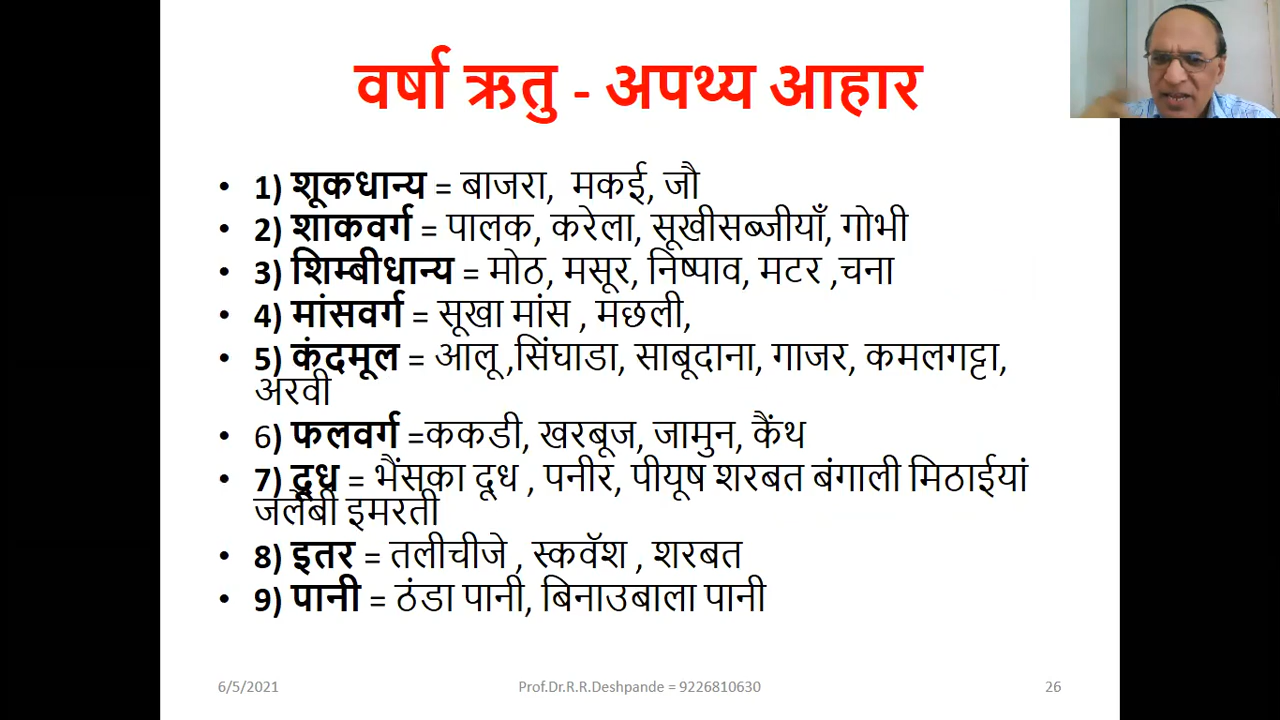 वर्षा ऋतु - अपथ्य आहार
• 1) शूकधान्य = बाजरा, मकई, जौ
• 2) शाकवर्ग = पालक, करेला, सूखीसब्जीयाँ, गोभी
• 3) शिम्बीधान्य = मोठ, मसूर, निष्पाव, मटर ,चना
• 4) मांसवर्ग = सूखा मांस , मछली,
• 5) कंदमूल = आलू ,सिंघाडा, साबूदाना, गाजर, कमलगट्टा,
अरवी
• 6) फलवर्ग =ककडी, खरबूज, जामुन, कैंथ
• 7) दूध = भैंसका दूध , पनीर, पीयूष शरबत बंगाली मिठाईयां
जलेबी इमरती
• 8) इतर = तलीचीजे , स्कवॅश , शरबत
• 9) पानी = ठंडा पानी, बिनाउबाला पानी
6/5/2021 Prof.Dr.R.R.Deshpande = 9226810630 26